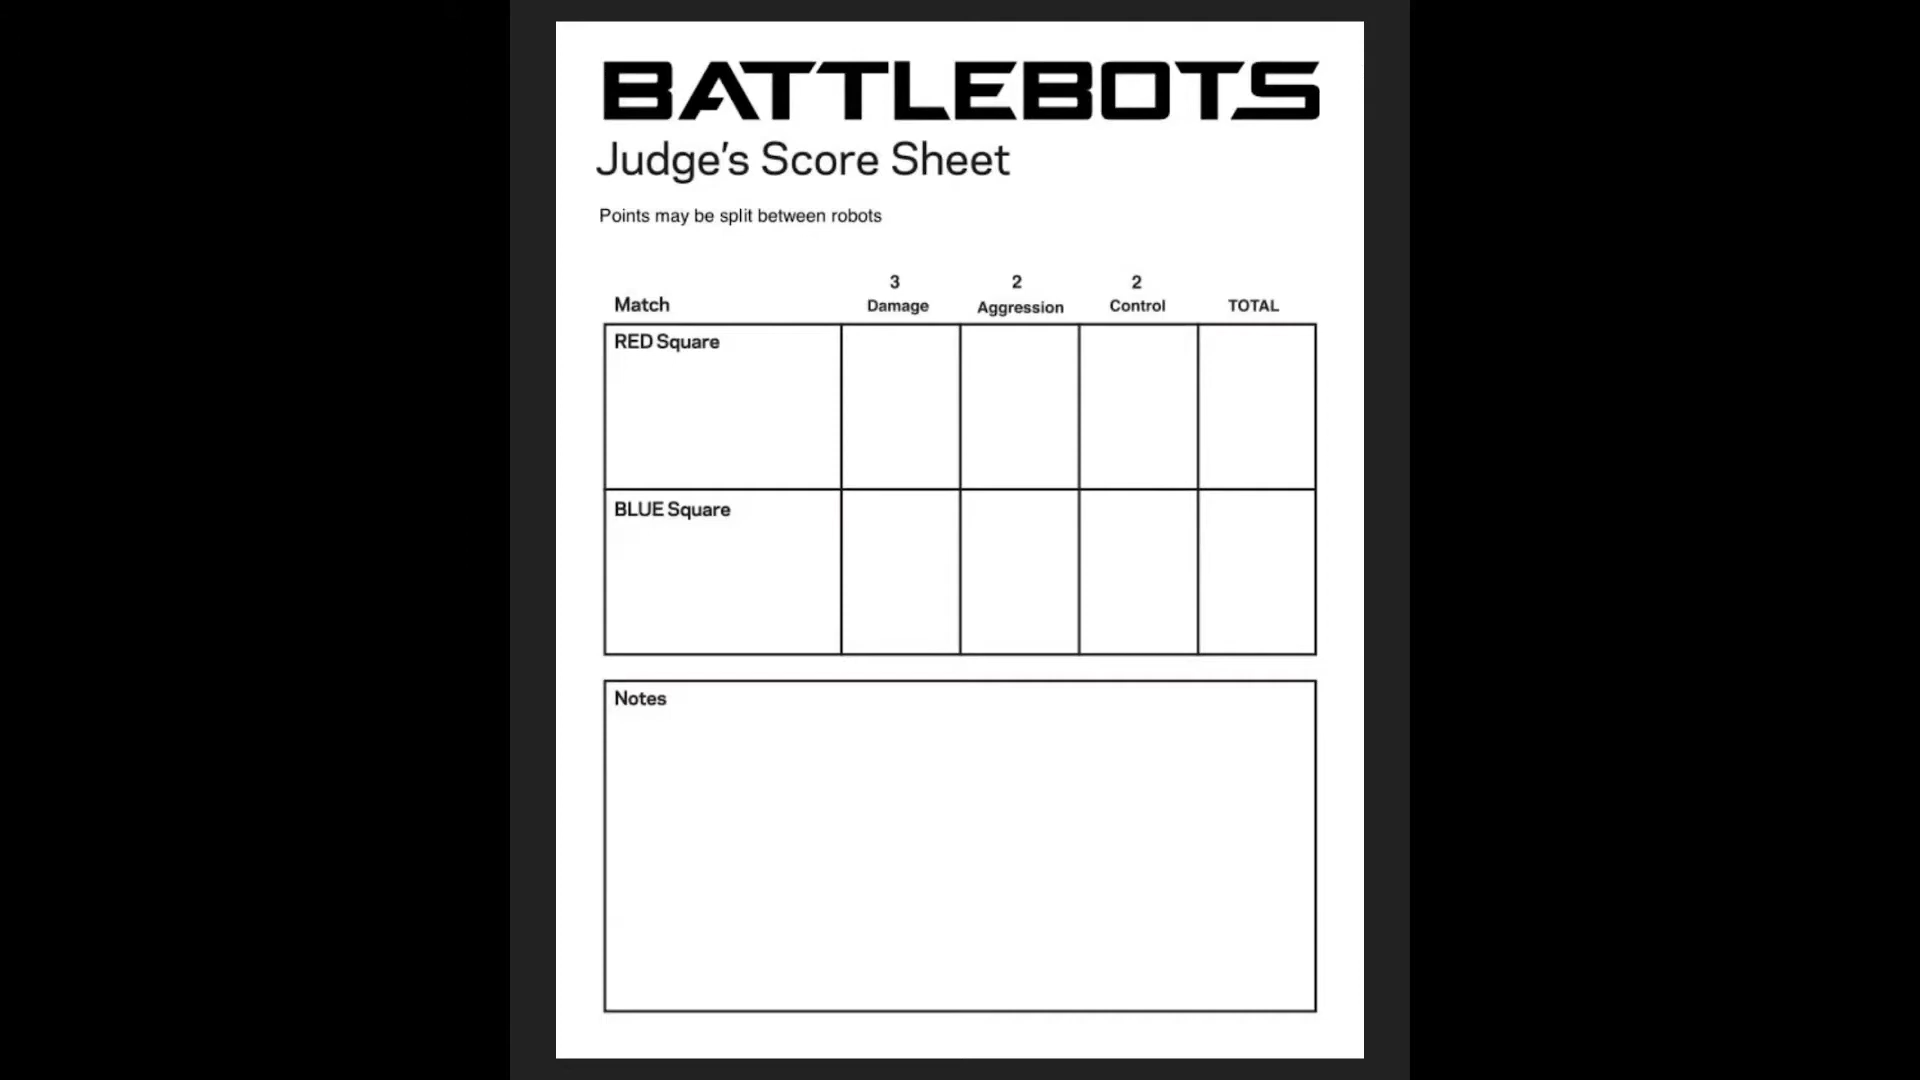 BATTLEBOTS
Judge's Score Sheet
Points may be split between robots
3 2 2
Match Damage Aggression Control TOTAL
RED Square
BLUE Square
Notes